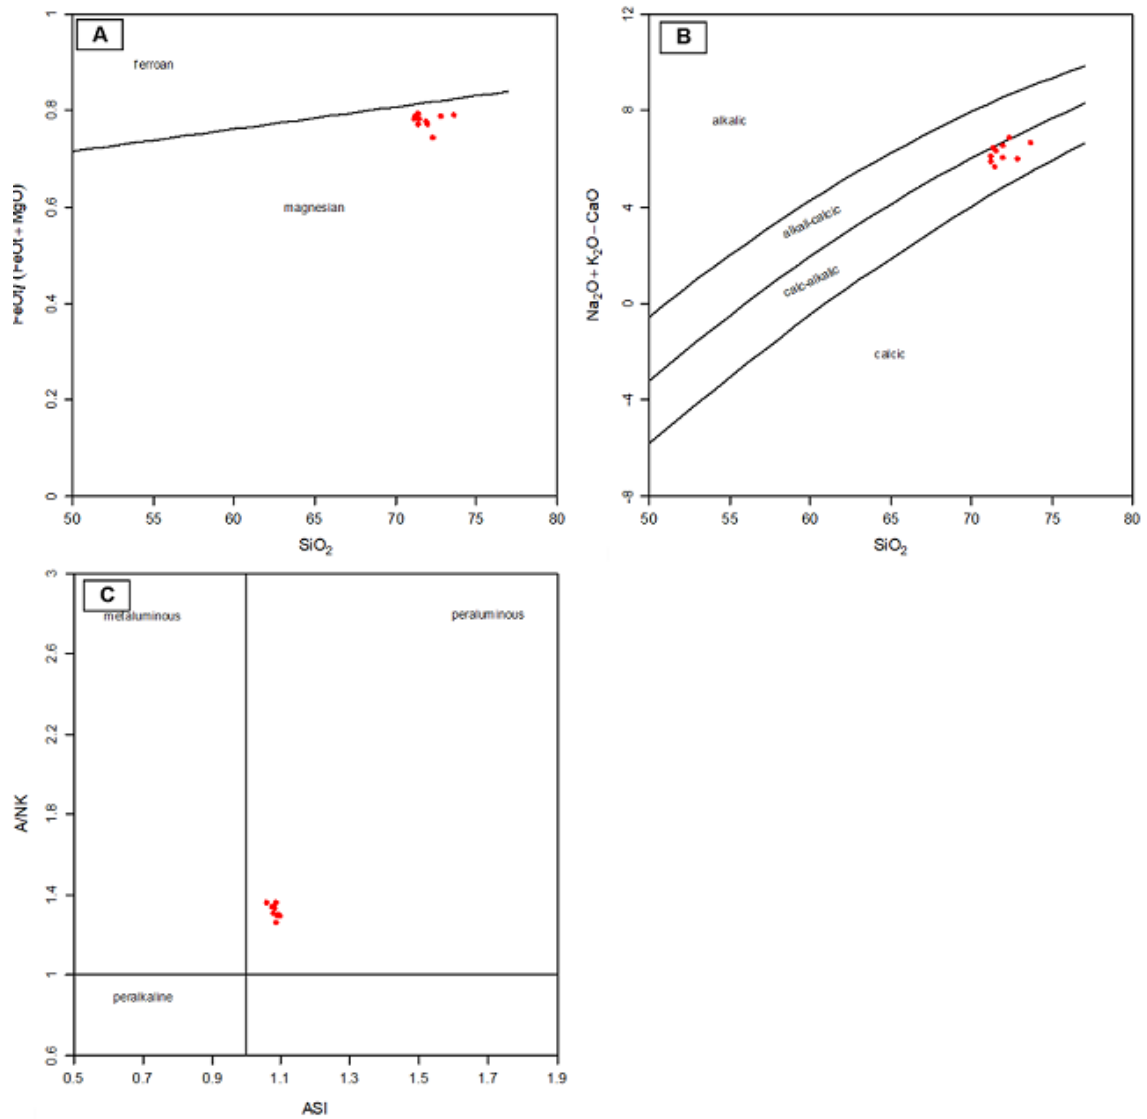 A
ferroan
magnesian
1
0.8
0.6
0.4
0.2
0
50 55 60 65 70 75 80
SiO₂
FeOt/ (FeOt + MgO)
B
alkalic
alkali-calcic
calc-alkalic
calcic
12
8
4
0
-4
-8
50 55 60 65 70 75 80
SiO₂
Na₂O + K₂O − CaO
C
metaluminous
peraluminous
peralkaline
3
2.6
2.2
1.8
1.4
1
0.6
0.5 0.7 0.9 1.1 1.3 1.5 1.7 1.9
ASI
A/NK